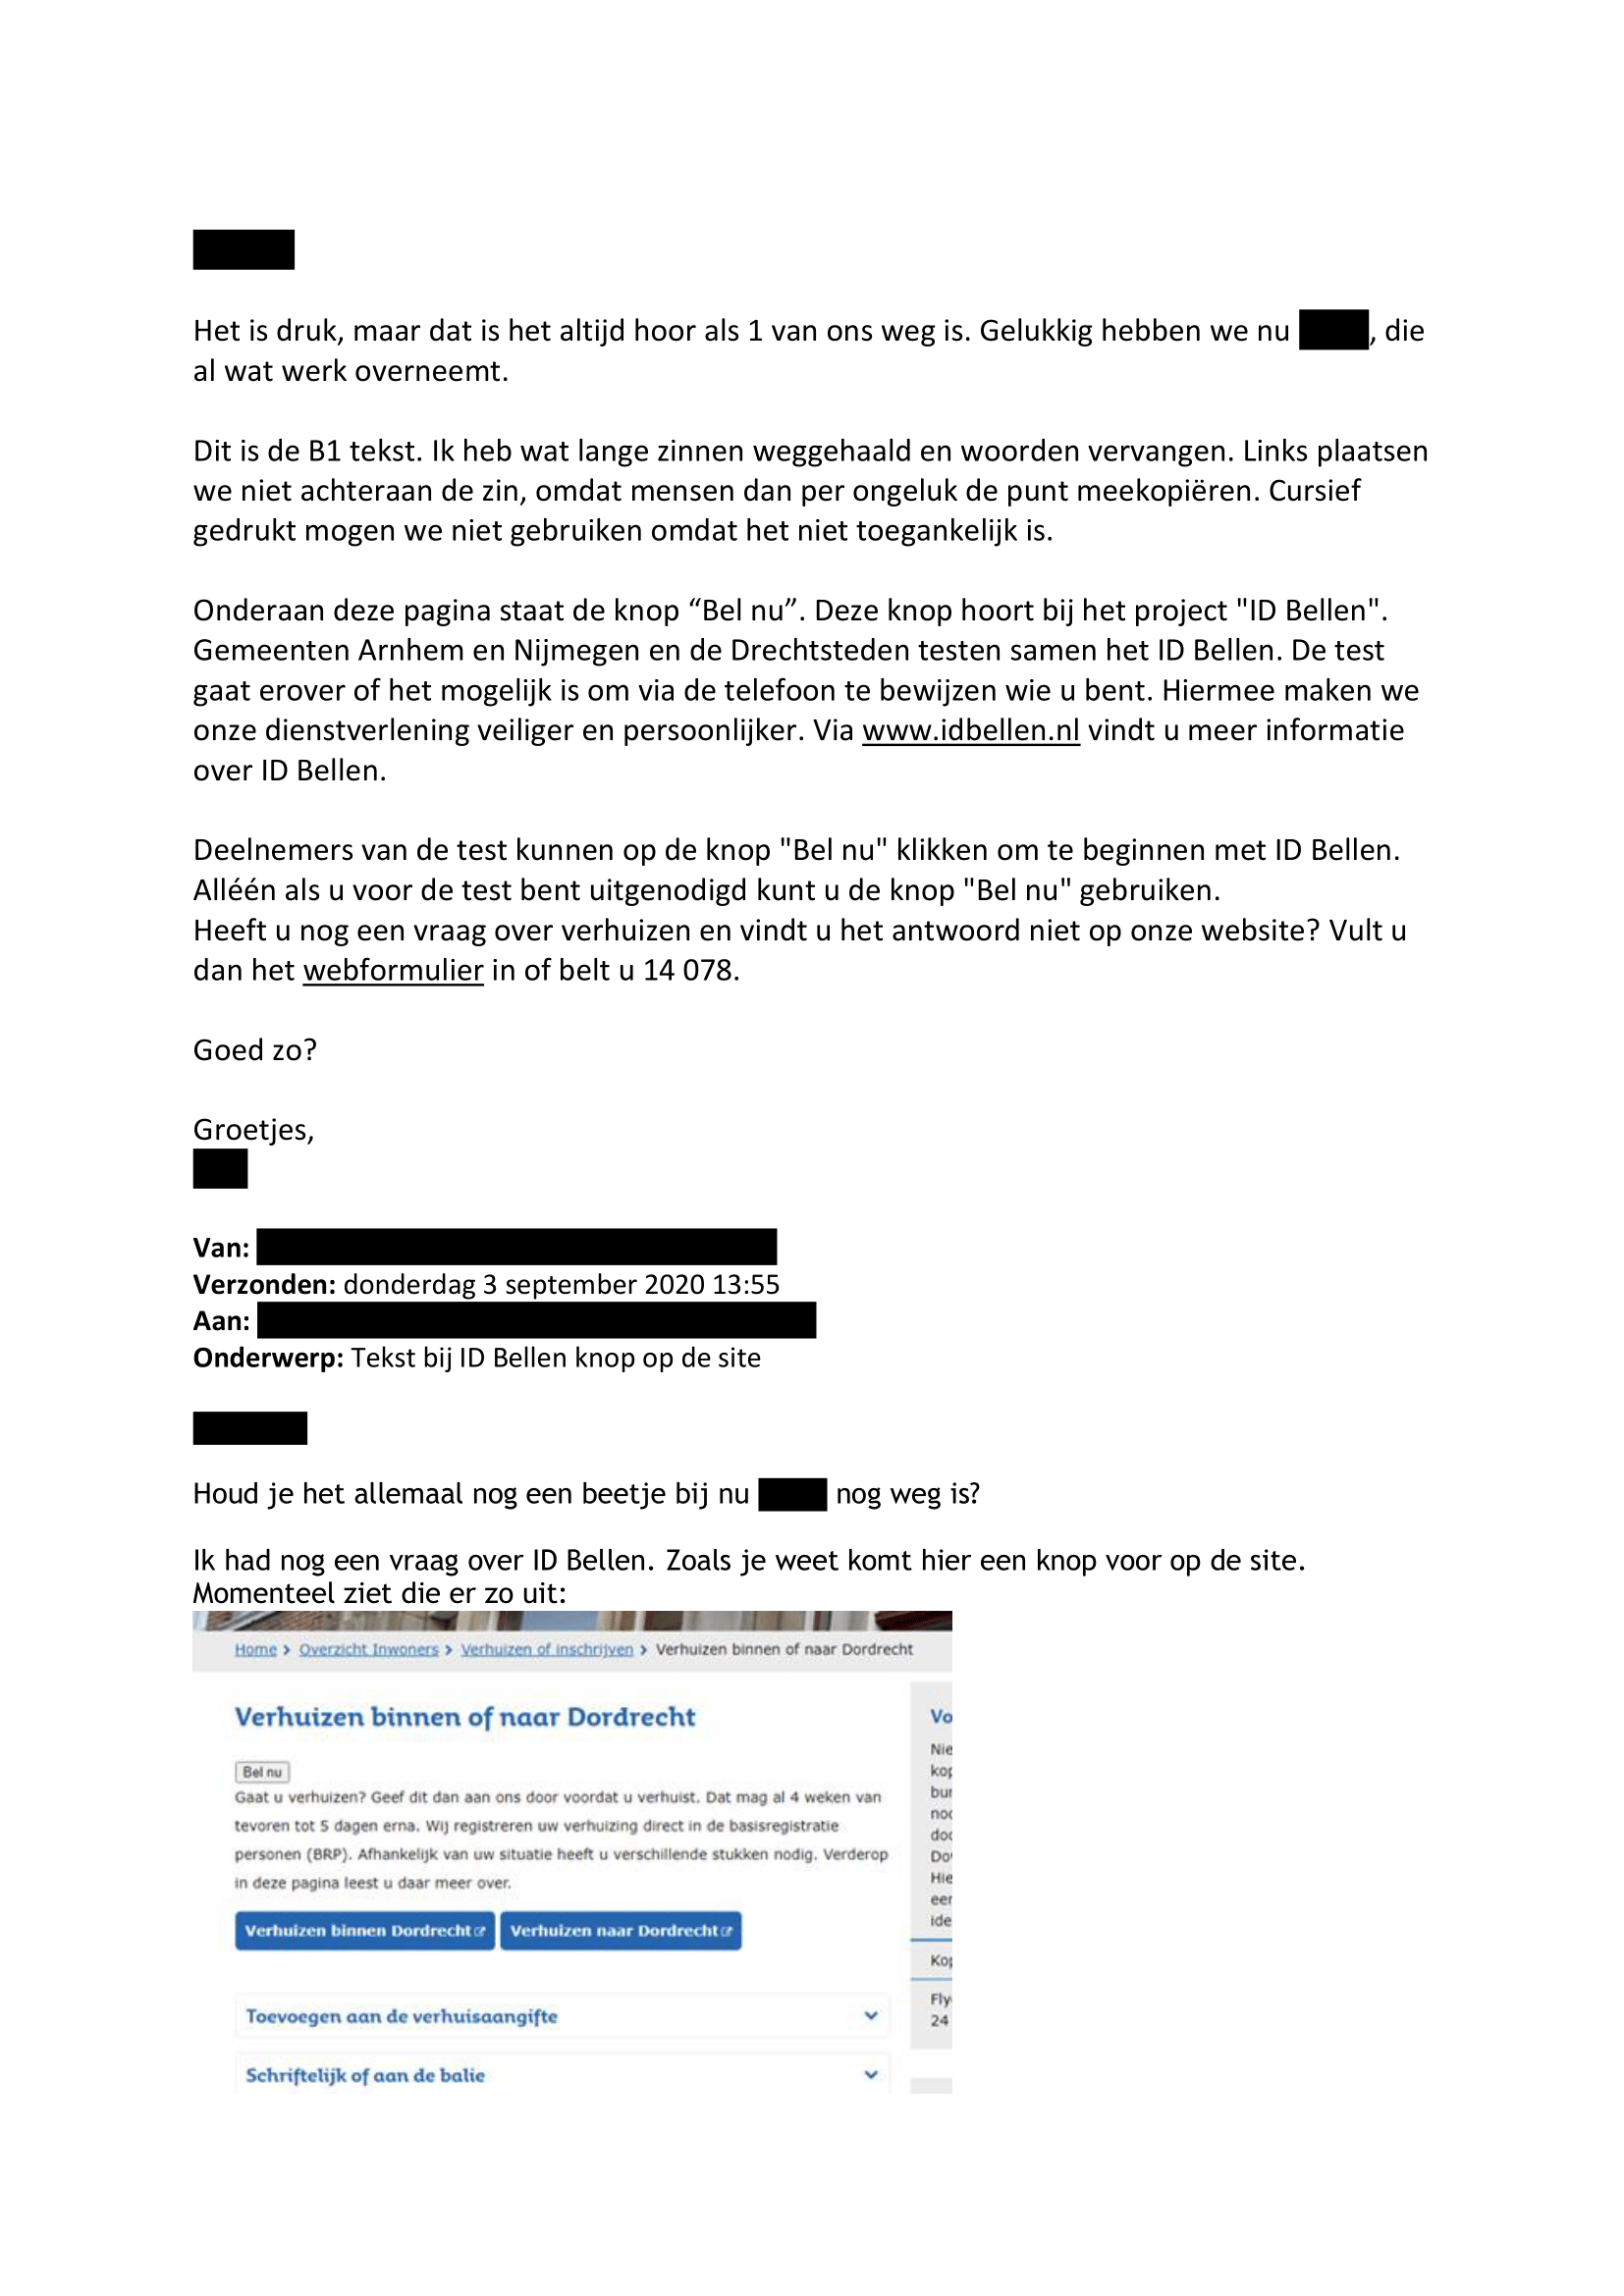 Het is druk, maar dat is het altijd hoor als 1 van ons weg is. Gelukkig hebben we nu , die
al wat werk overneemt.
Dit is de B1 tekst. Ik heb wat lange zinnen weggehaald en woorden vervangen. Links plaatsen
we niet achteraan de zin, omdat mensen dan per ongeluk de punt meekopiëren. Cursief
gedrukt mogen we niet gebruiken omdat het niet toegankelijk is.
Onderaan deze pagina staat de knop “Bel nu”. Deze knop hoort bij het project "ID Bellen".
Gemeenten Arnhem en Nijmegen en de Drechtsteden testen samen het ID Bellen. De test
gaat erover of het mogelijk is om via de telefoon te bewijzen wie u bent. Hiermee maken we
onze dienstverlening veiliger en persoonlijker. Via www.idbellen.nl vindt u meer informatie
over ID Bellen.
Deelnemers van de test kunnen op de knop "Bel nu" klikken om te beginnen met ID Bellen.
Alléén als u voor de test bent uitgenodigd kunt u de knop "Bel nu" gebruiken.
Heeft u nog een vraag over verhuizen en vindt u het antwoord niet op onze website? Vult u
dan het webformulier in of belt u 14 078.
Goed zo?
Groetjes,
Van:
Verzonden: donderdag 3 september 2020 13:55
Aan:
Onderwerp: Tekst bij ID Bellen knop op de site
Houd je het allemaal nog een beetje bij nu nog weg is?
Ik had nog een vraag over ID Bellen. Zoals je weet komt hier een knop voor op de site.
Momenteel ziet die er zo uit:
Home > Overzicht Inwoners > Verhuizen of inschrijven > Verhuizen binnen of naar Dordrecht
Verhuizen binnen of naar Dordrecht
Bel nu
Gaat u verhuizen? Geef dit dan aan ons door voordat u verhuist. Dat mag al 4 weken van
tevoren tot 5 dagen erna. Wij registreren uw verhuizing direct in de basisregistratie
personen (BRP). Afhankelijk van uw situatie heeft u verschillende stukken nodig. Verderop
in deze pagina leest u daar meer over.
Verhuizen binnen Dordrecht Verhuizen naar Dordrecht
Toevoegen aan de verhuisaangifte
Schriftelijk of aan de balie
Vo
Nie
kop
bur
noc
doc
Do
Hie
eer
ide
Kop
Fly
24